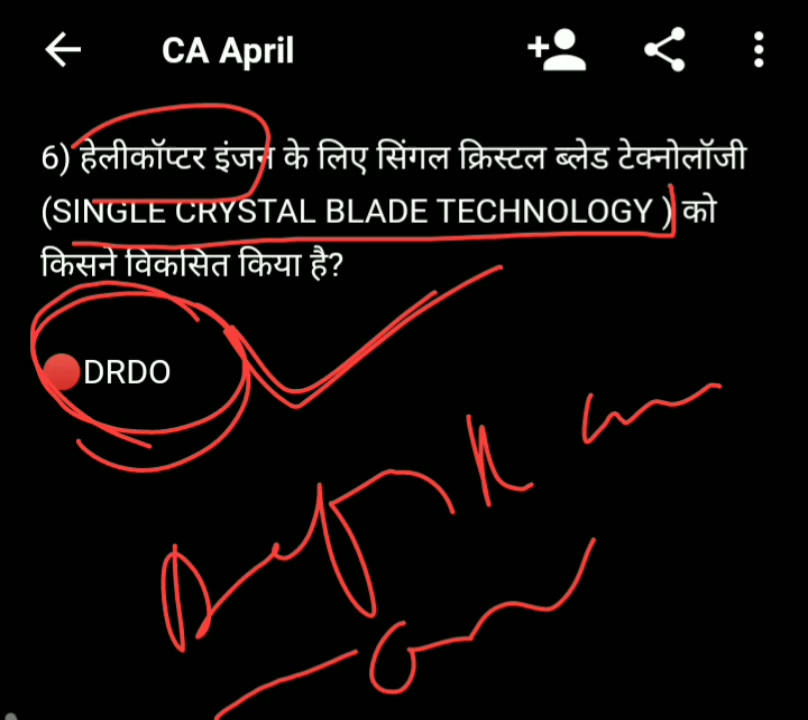 CA April
6) हेलीकॉप्टर इंजन के लिए सिंगल क्रिस्टल ब्लेड टेक्नोलॉजी
(SINGLE CRYSTAL BLADE TECHNOLOGY ) को
किसने विकसित किया है?
DRDO